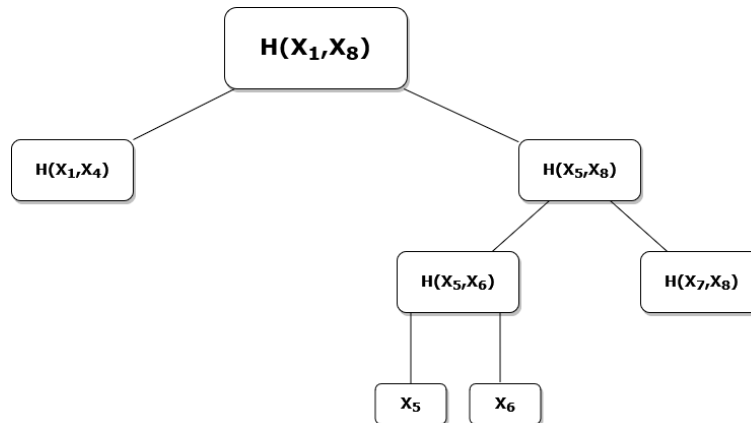 H(X₁,X₈)
H(X₁,X₄)
H(X₅,X₈)
H(X₅,X₆)
H(X₇,X₈)
X₅
X₆